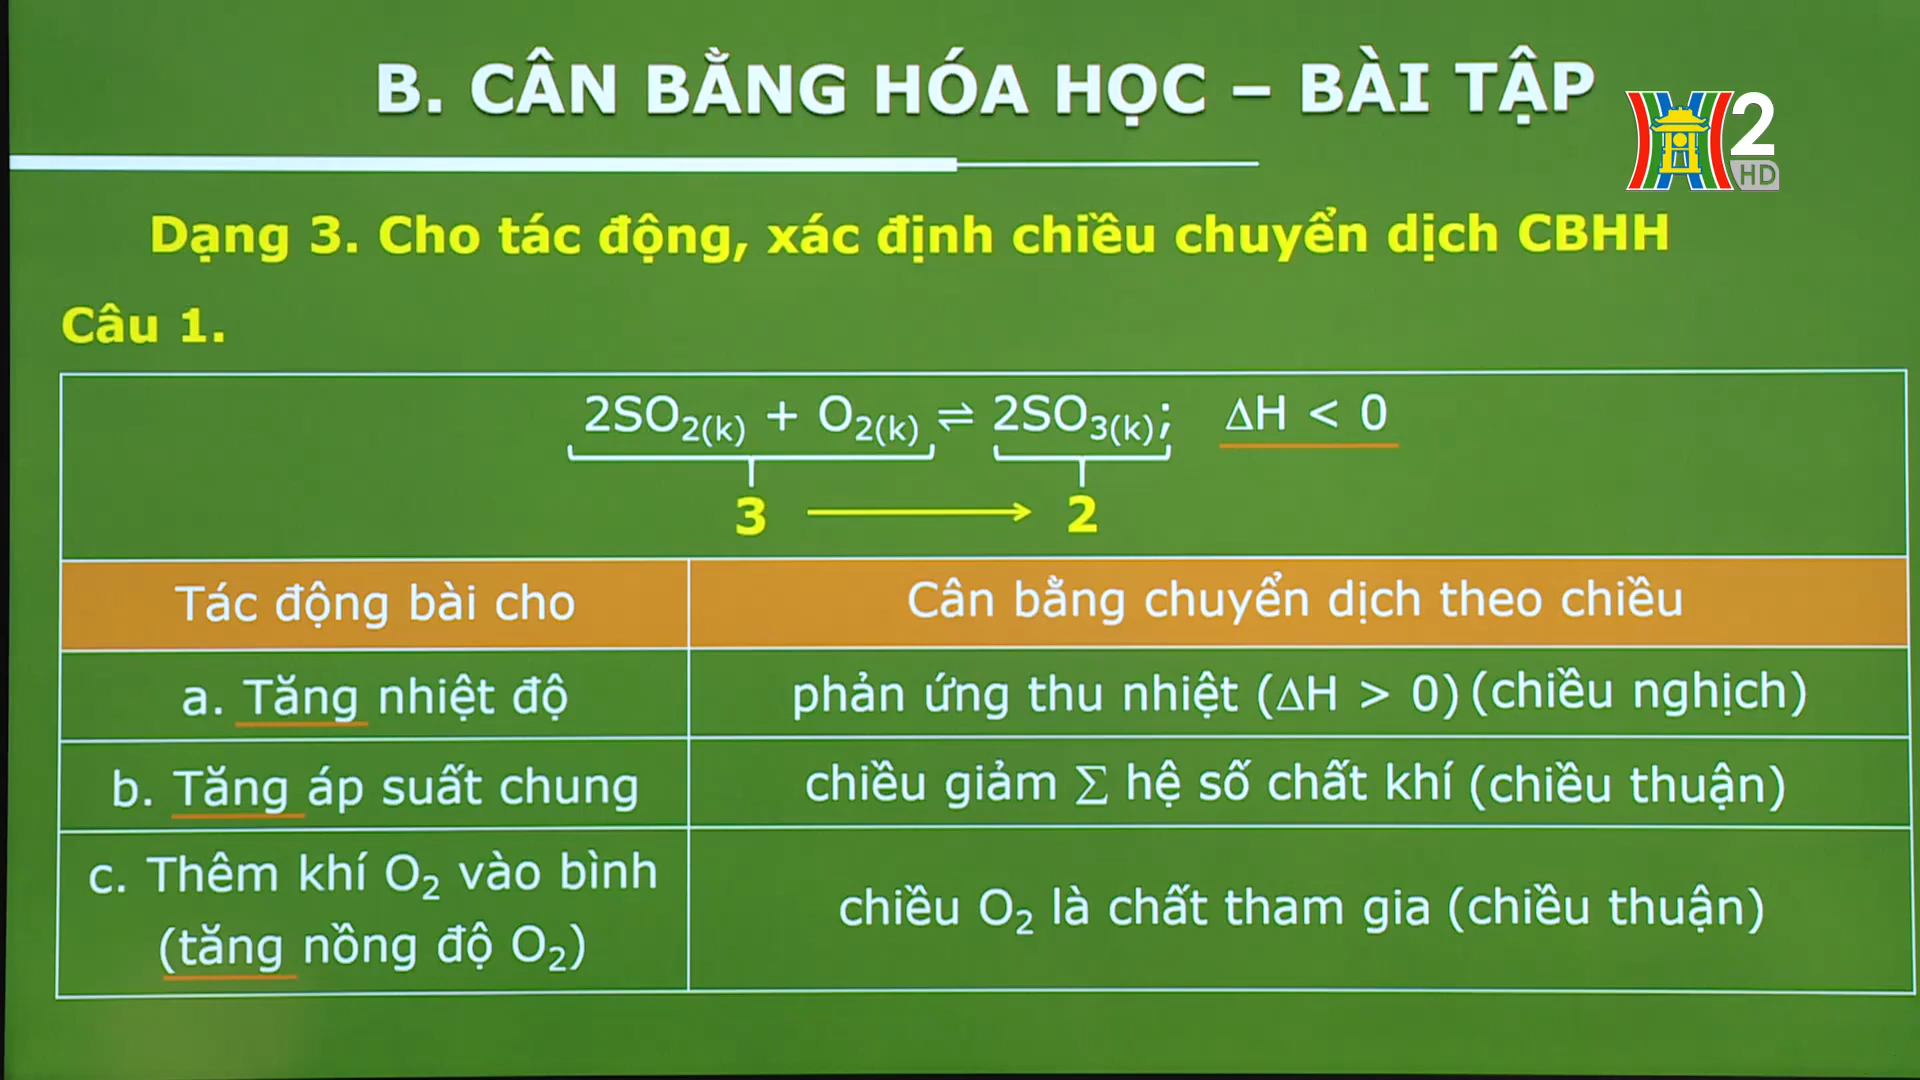 B. CÂN BẰNG HÓA HỌC – BÀI TẬP
2
HD
Dạng 3. Cho tác động, xác định chiều chuyển dịch CBHH
Câu 1.
2SO₂₍ₖ₎ + O₂₍ₖ₎ ⇌ 2SO₃₍ₖ₎; ΔH < 0
3 → 2
Tác động bài cho
Cân bằng chuyển dịch theo chiều
a. Tăng nhiệt độ
phản ứng thu nhiệt (ΔH > 0) (chiều nghịch)
b. Tăng áp suất chung
chiều giảm ∑ hệ số chất khí (chiều thuận)
c. Thêm khí O₂ vào bình
(tăng nồng độ O₂)
chiều O₂ là chất tham gia (chiều thuận)